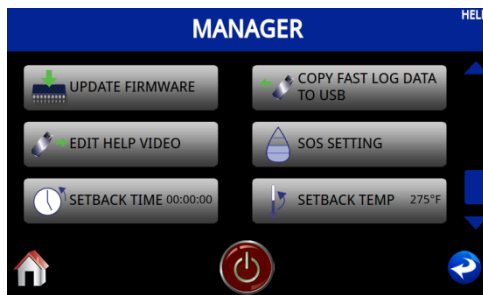 MANAGER
HELP
UPDATE FIRMWARE
COPY FAST LOG DATA
TO USB
EDIT HELP VIDEO
SOS SETTING
SETBACK TIME 00:00:00
SETBACK TEMP 275°F